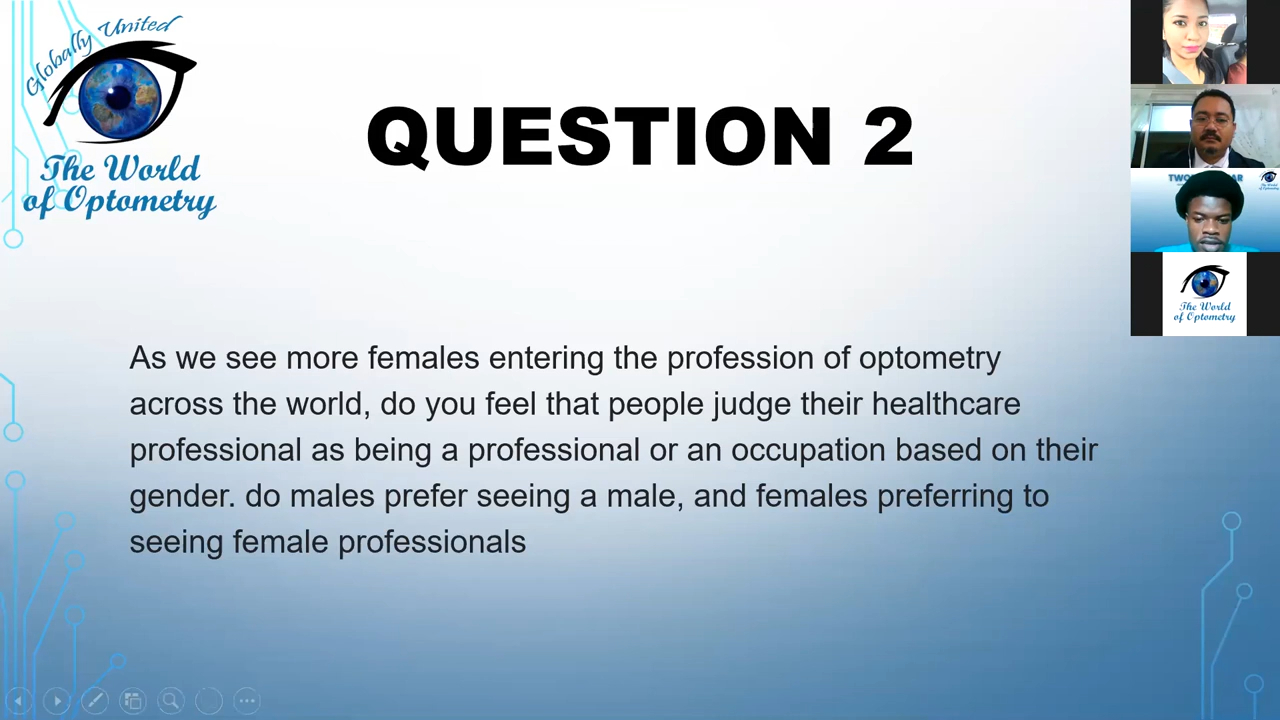 Globally United
The World
of Optometry
QUESTION 2
As we see more females entering the profession of optometry
across the world, do you feel that people judge their healthcare
professional as being a professional or an occupation based on their
gender. do males prefer seeing a male, and females preferring to
seeing female professionals
The World
of Optometry